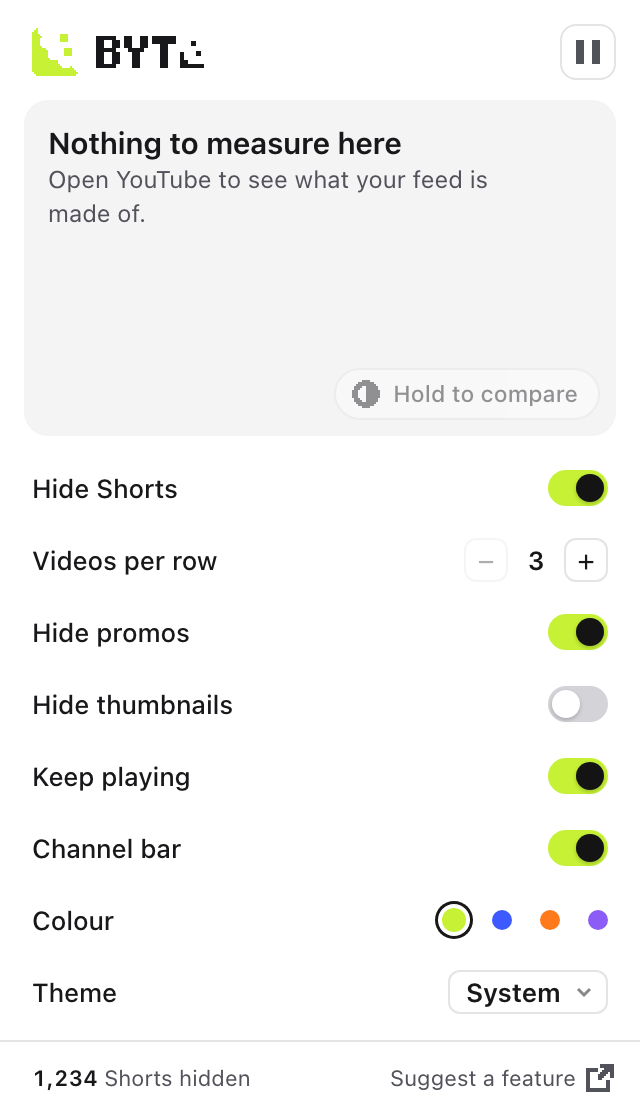 BYTe
Nothing to measure here
Open YouTube to see what your feed is
made of.
Hold to compare
Hide Shorts
Videos per row
− 3 +
Hide promos
Hide thumbnails
Keep playing
Channel bar
Colour
Theme
System
1,234 Shorts hidden
Suggest a feature